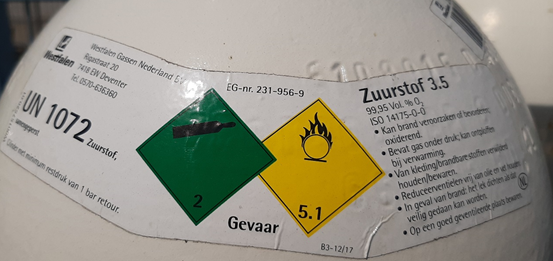 Westfalen
Westfalen Gassen Nederland
Rigastraat 20
7418 EW Deventer
Tel. 0570-636360
UN 1072 Zuurstof,
samengeperst
Cilinder met minimum restdruk van 1 bar retour.
EG-nr. 231-956-9
2
5.1
Gevaar
B3-12/17
Zuurstof 3.5
99,95 Vol. % O₂
ISO 14175-O-O
• Kan brand veroorzaken of bevorderen;
oxiderend.
• Bevat gas onder druk; kan ontploffen
bij verwarming.
• Van kleding/brandbare stoffen verwijderd
houden/bewaren.
• Reduceerventielen vrij van olie en vet houden.
• In geval van brand: het lek dichten als dat
veilig gedaan kan worden.
• Op een goed geventileerde plaats bewaren.
NL